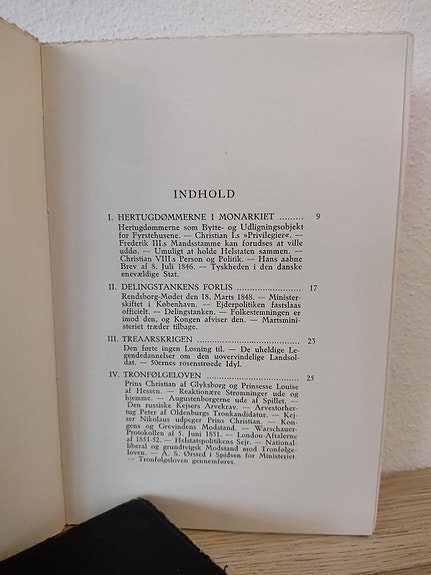 INDHOLD
I. HERTUGDØMMERNE I MONARKIET ......... 9
Hertugdømmerne som Bytte- og Udligningsobjekt
for Fyrstehusene. — Christian I.s »Privilegier«. —
Frederik III.s Mandsstamme kan forudses at ville
uddø. — Umuligt at holde Helstaten sammen. —
Christian VIII.s Person og Politik. — Hans aabne
Brev af 8. Juli 1846. — Tyskheden i den danske
enevældige Stat.
II. DELINGSTANKENS FORLIS ................. 17
Rendsborg-Mødet den 18. Marts 1848. — Minister-
skiftet i København. — Ejderpolitiken fastslaas
officielt. — Delingstanken. — Folkestemningen er
imod den, og Kongen afviser den. — Martsmini-
steriet træder tilbage.
III. TREAARSKRIGEN ........................... 23
Den førte ingen Løsning til. — De uheldige Le-
gendedannelser om den uovervindelige Landsol-
dat. — 50ernes rosenstrøede Idyl.
IV. TRONFØLGELOVEN .......................... 25
Prins Christian af Glyksborg og Prinsesse Louise
af Hessen. — Reaktionære Strømninger ude og
hjemme. — Augustenborgerne ude af Spillet. —
Den russiske Kejsers Arvekrav. — Arvestorher-
tug Peter af Oldenburgs Tronkandidatur. — Kej-
ser Nikolaus udpeger Prins Christian. — Kon-
gens og Grevindens Modstand. — Warschauer-
Protokollen af 5. Juni 1851. — London-Aftalerne
af 1851-52. — Helstatspolitikens Sejr. — National-
liberal og grundtvigsk Modstand mod Tronfølge-
loven. — A. S. Ørsted i Spidsen for Ministeriet.
— Tronfølgeloven gennemføres.